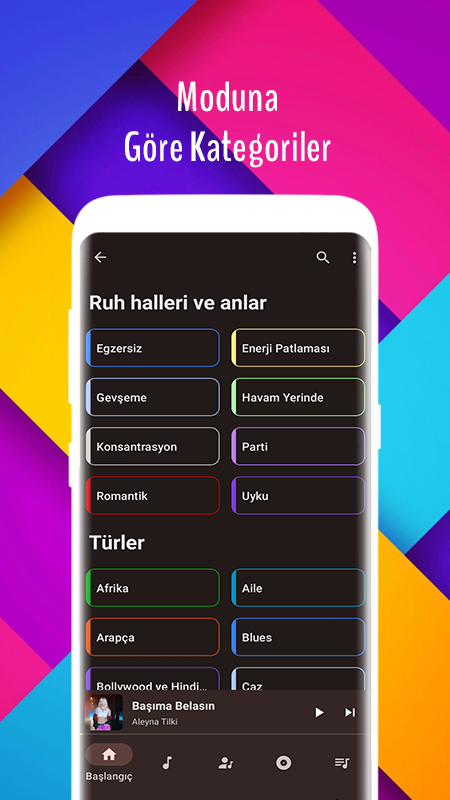 Moduna
Göre Kategoriler
Ruh halleri ve anlar
Egzersiz
Enerji Patlaması
Gevşeme
Havam Yerinde
Konsantrasyon
Parti
Romantik
Uyku
Türler
Afrika
Aile
Arapça
Blues
Bollywood ve Hindi...
Caz
Başıma Belasın
Aleyna Tilki
Başlangıç